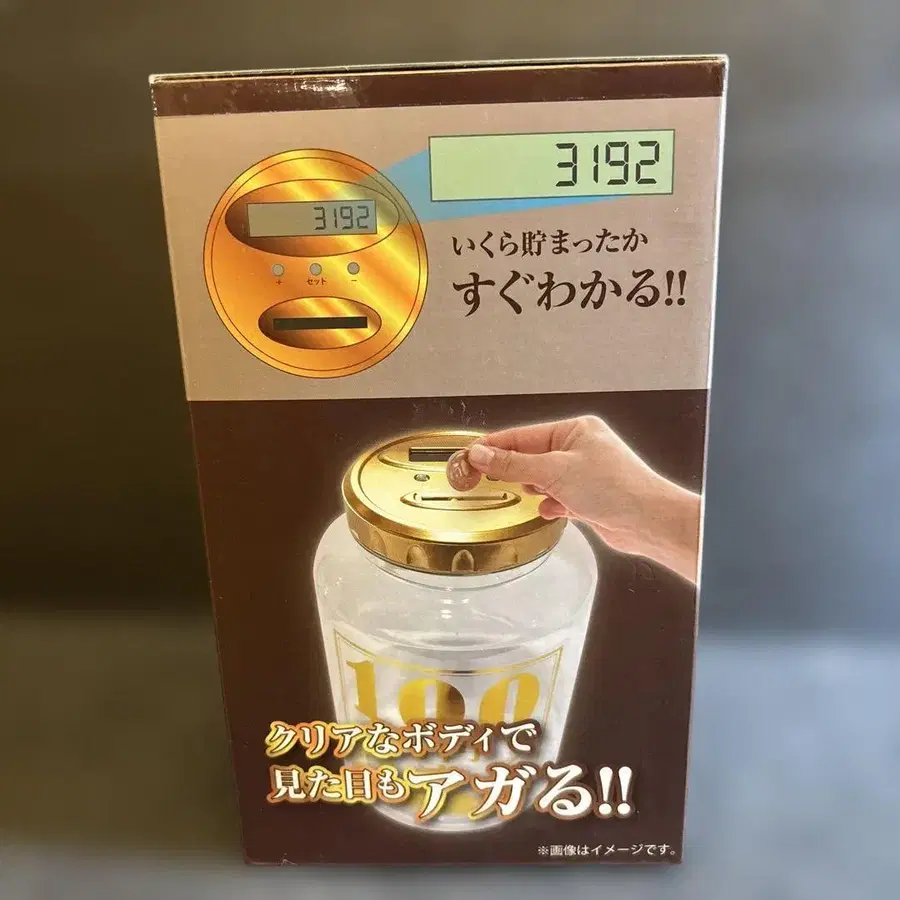 3192
3192
+ セット −
いくら貯まったか
すぐわかる!!
100
クリアなボディで
見た目もアガる!!
※画像はイメージです。